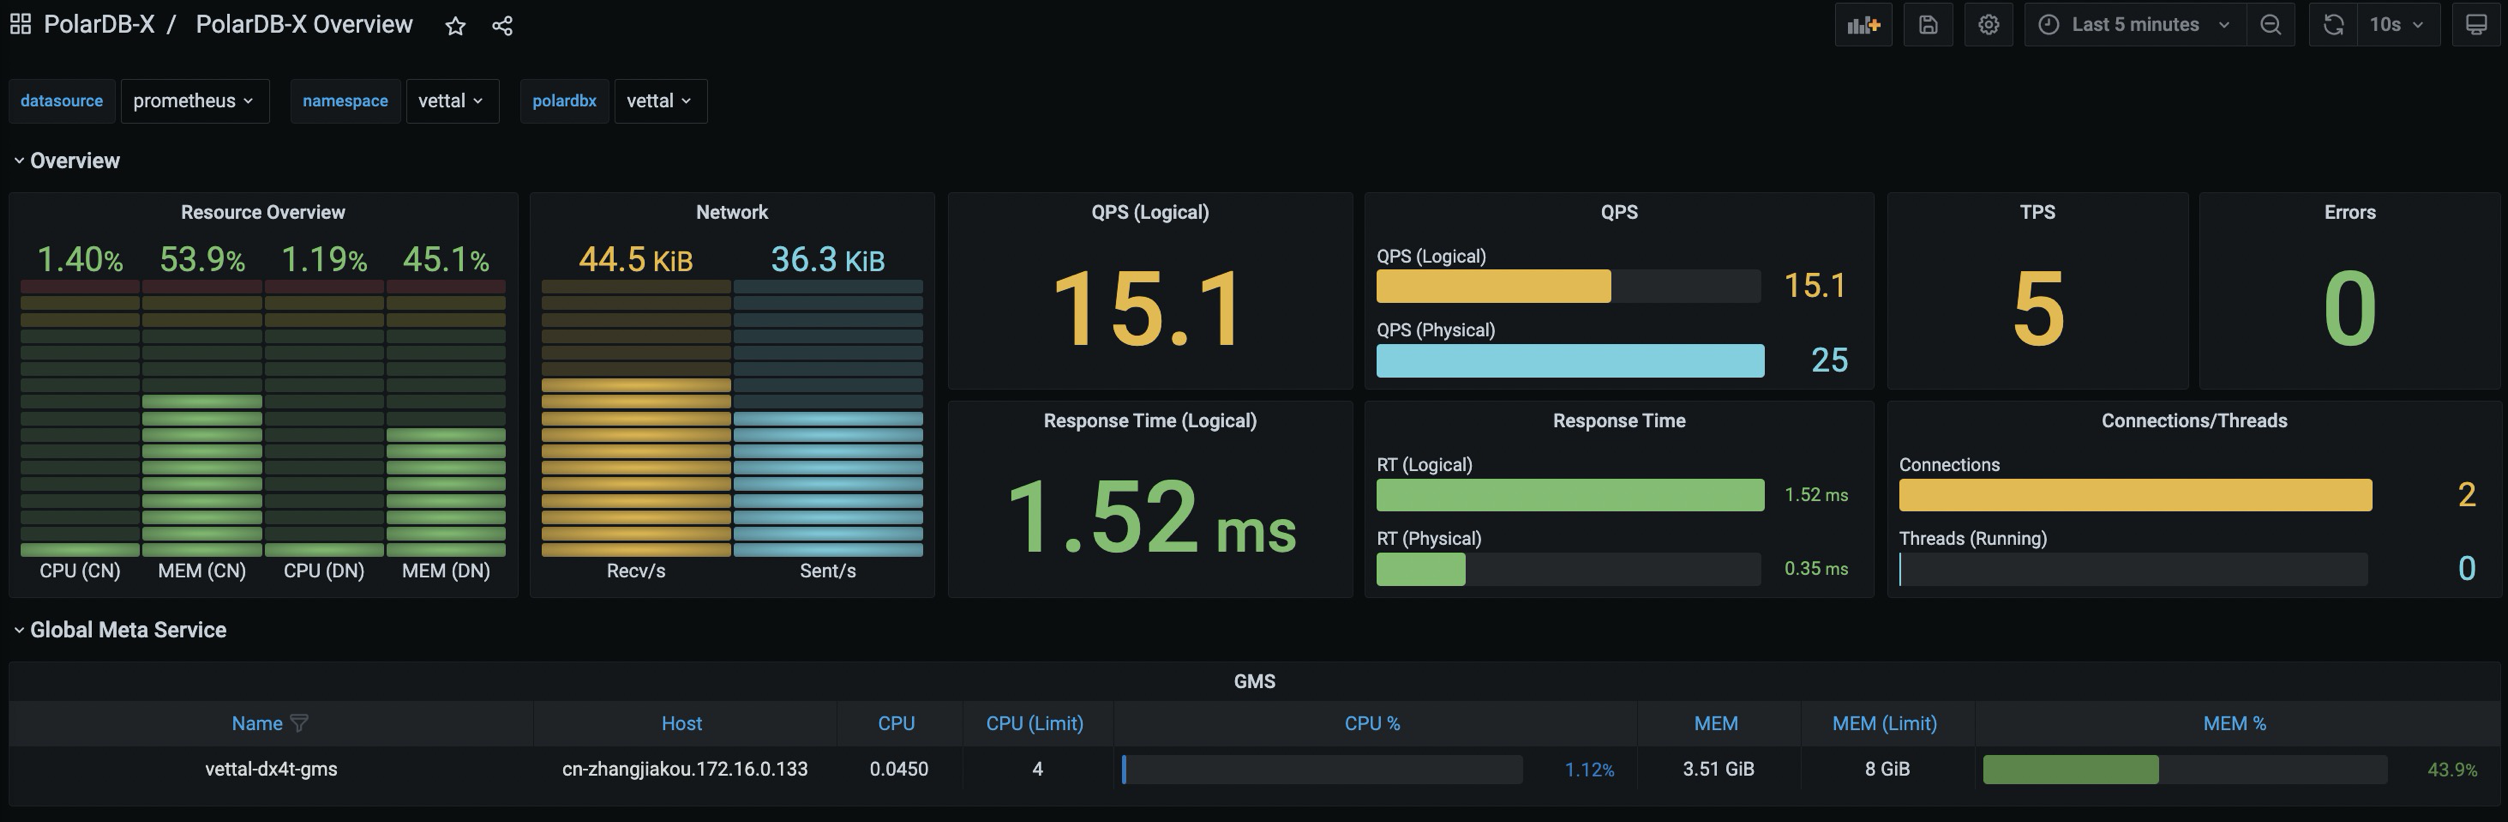 PolarDB-X / PolarDB-X Overview
Last 5 minutes
10s
datasource prometheus namespace vettal polardbx vettal
Overview
Resource Overview
1.40% 53.9% 1.19% 45.1%
CPU (CN) MEM (CN) CPU (DN) MEM (DN)
Network
44.5 KiB 36.3 KiB
Recv/s Sent/s
QPS (Logical)
15.1
QPS
QPS (Logical)
15.1
QPS (Physical)
25
TPS
5
Errors
0
Response Time (Logical)
1.52 ms
Response Time
RT (Logical)
1.52 ms
RT (Physical)
0.35 ms
Connections/Threads
Connections
2
Threads (Running)
0
Global Meta Service
GMS
Name Host CPU CPU (Limit) CPU % MEM MEM (Limit) MEM %
vettal-dx4t-gms cn-zhangjiakou.172.16.0.133 0.0450 4 1.12% 3.51 GiB 8 GiB 43.9%